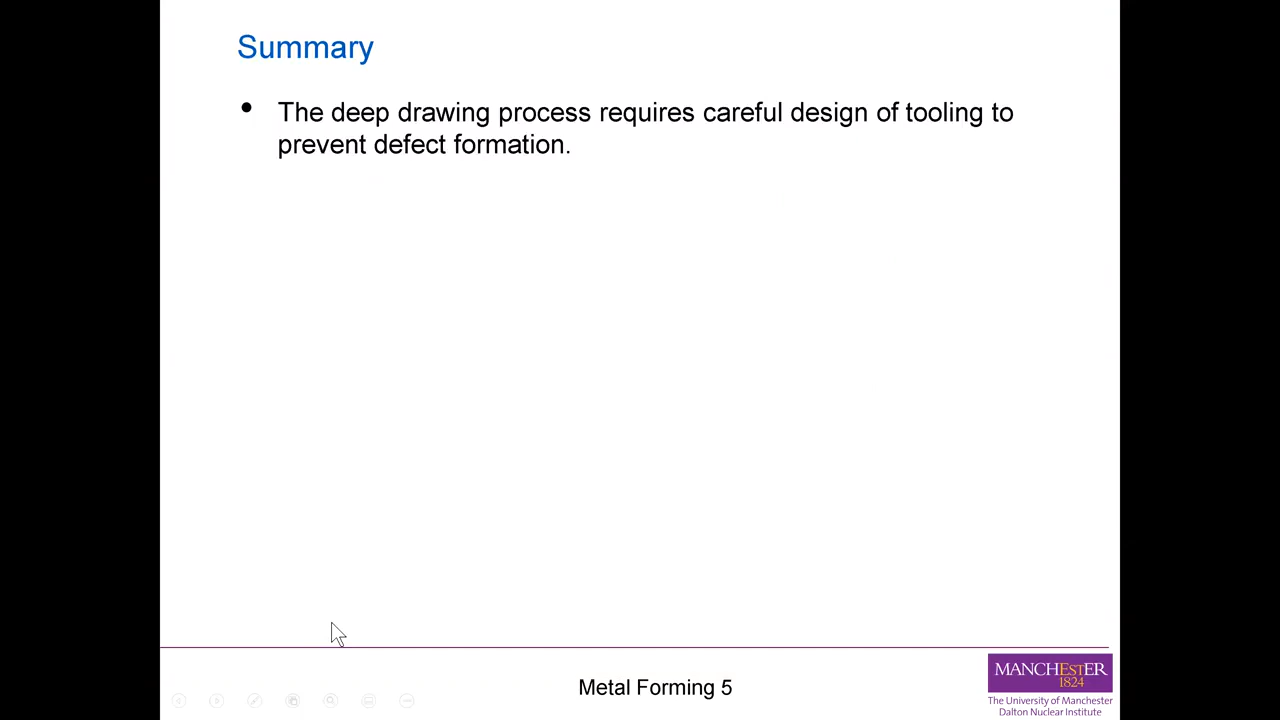 Summary
• The deep drawing process requires careful design of tooling to
prevent defect formation.
Metal Forming 5
MANCHESTER
1824
The University of Manchester
Dalton Nuclear Institute